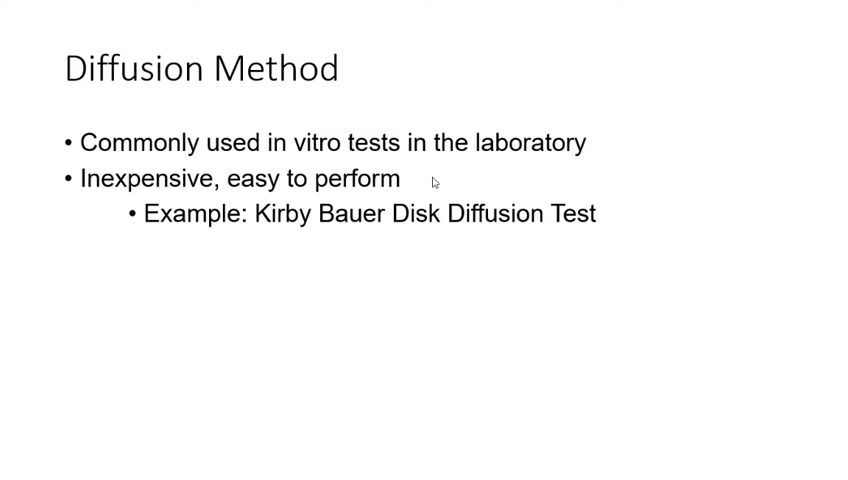 Diffusion Method
• Commonly used in vitro tests in the laboratory
• Inexpensive, easy to perform
• Example: Kirby Bauer Disk Diffusion Test